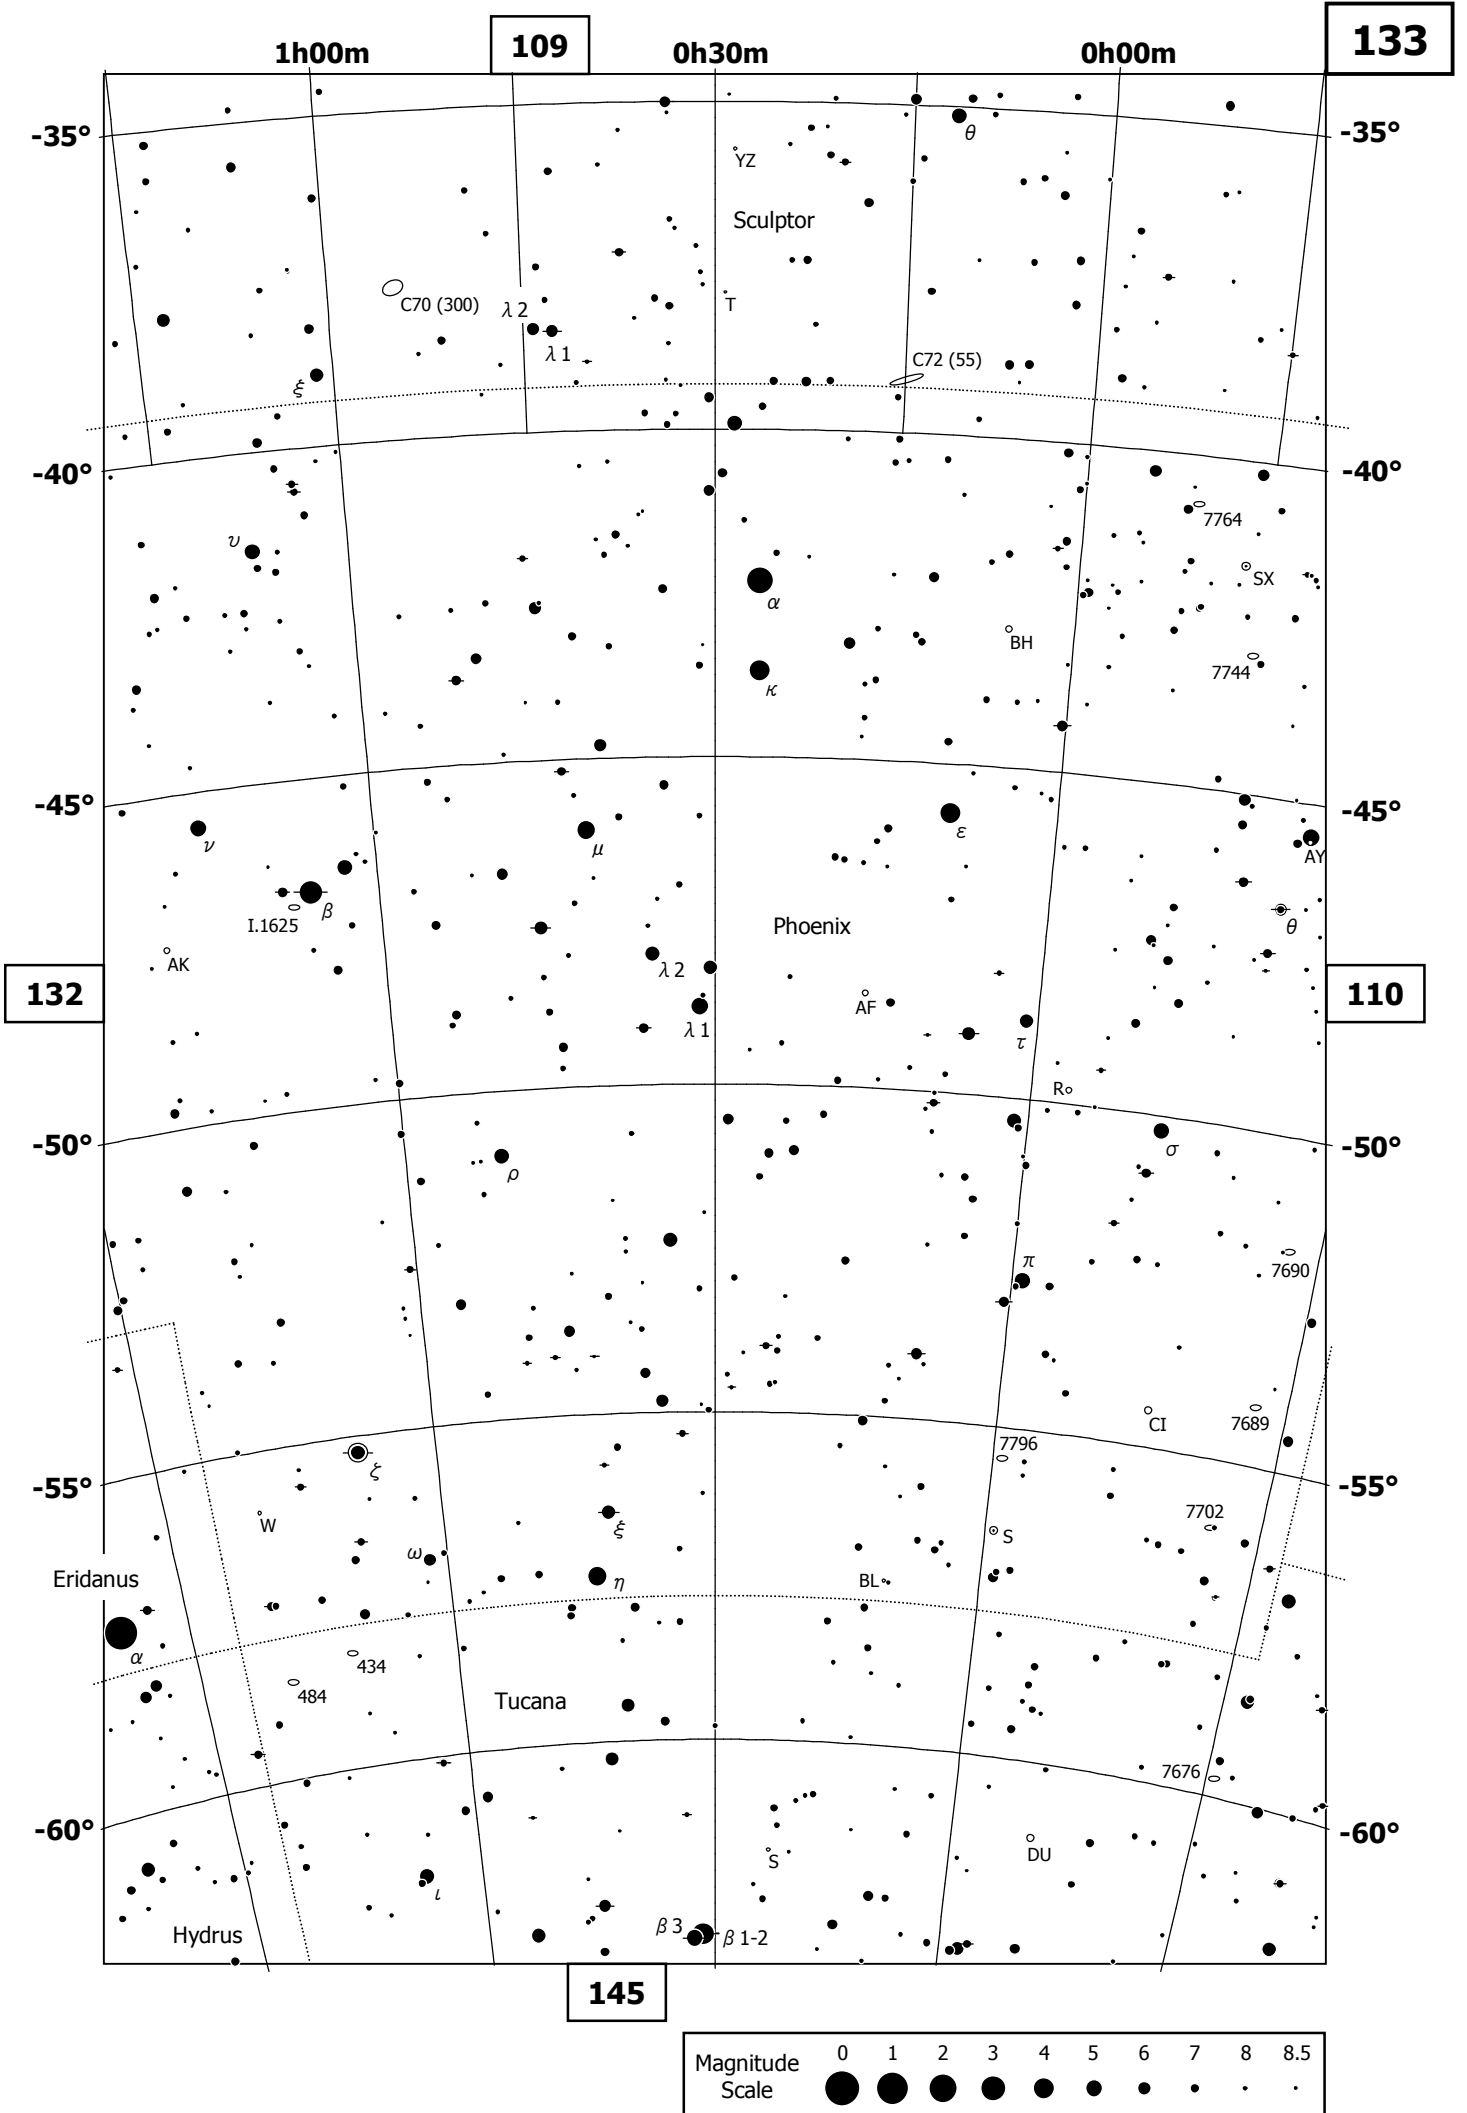 1h00m 109 0h30m 0h00m 133
-35° -35°
θ
YZ
Sculptor
C70 (300) λ 2 T
λ 1
C72 (55)
ξ
-40° -40°
7764
υ
SX
α
BH
7744
κ
-45° -45°
ν μ ε
AY
β
I.1625 Phoenix θ
AK λ 2
132 110
AF
λ 1 τ
R
-50° -50°
σ
ρ
π
7690
CI 7689
7796
ζ
-55° -55°
7702
W ξ S
ω
Eridanus η BL
α
434
484 Tucana
7676
-60° -60°
DU
S
ι
Hydrus β 3 β 1-2
145
Magnitude Scale 0 1 2 3 4 5 6 7 8 8.5